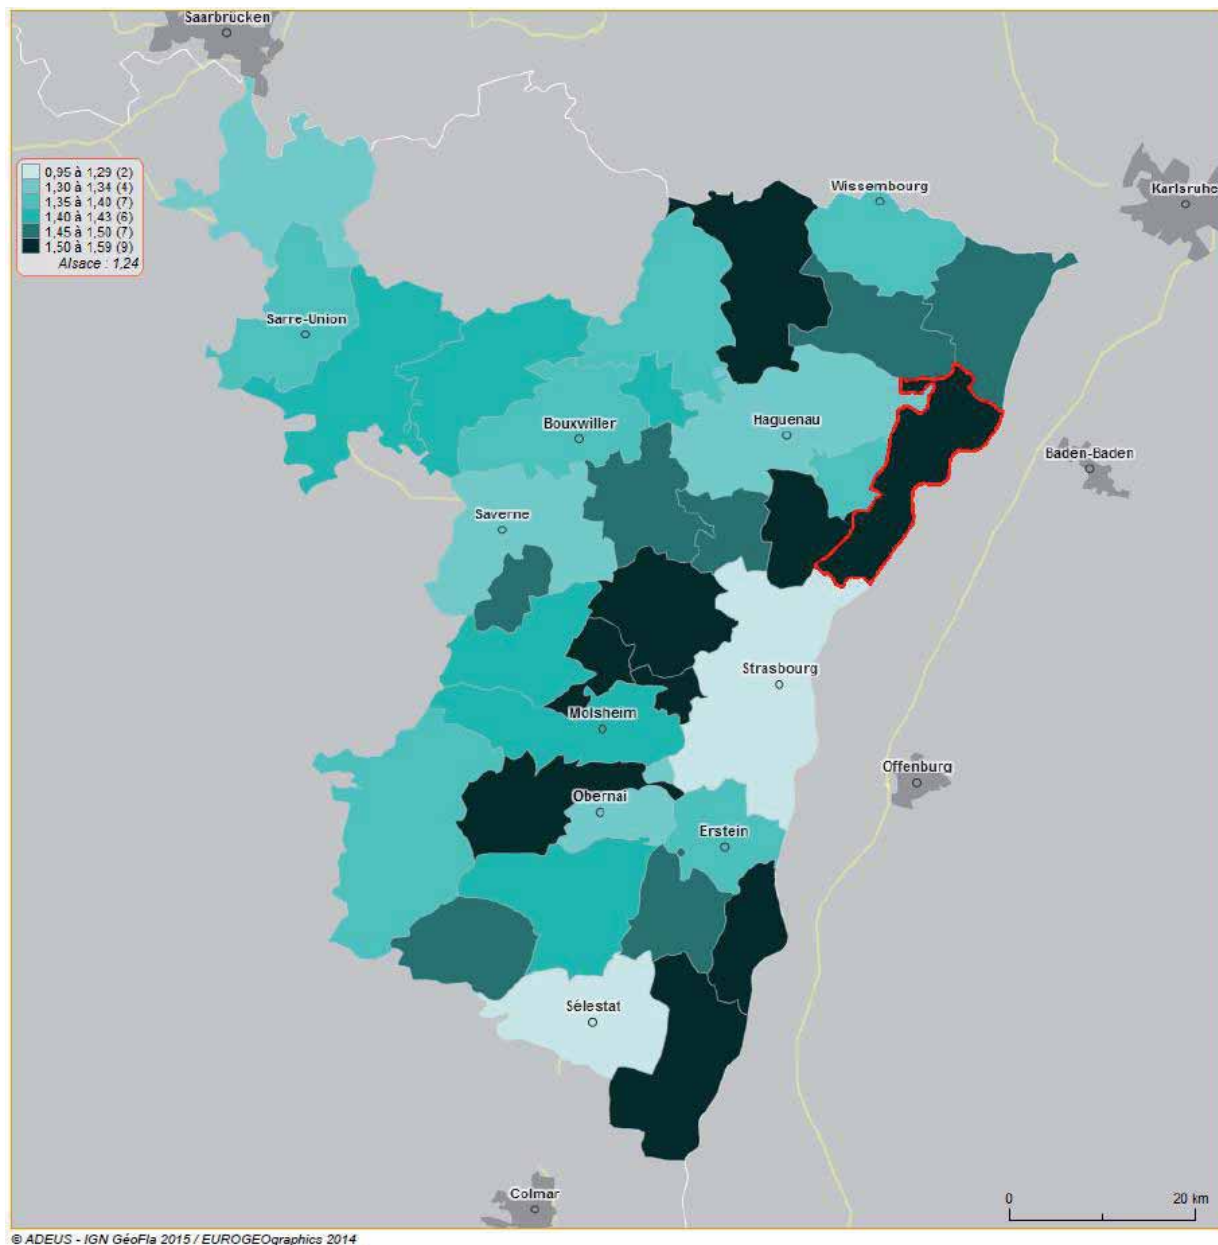 Saarbrücken
0,95 à 1,29 (2)
1,30 à 1,34 (4)
1,35 à 1,40 (7)
1,40 à 1,43 (6)
1,45 à 1,50 (7)
1,50 à 1,59 (9)
Alsace : 1,24
Wissembourg
Karlsruhe
Sarre-Union
Bouxwiller
Haguenau
Baden-Baden
Saverne
Strasbourg
Molsheim
Offenburg
Obernai
Erstein
Sélestat
Colmar
0 20 km
© ADEUS - IGN GéoFla 2015 / EUROGEOgraphics 2014